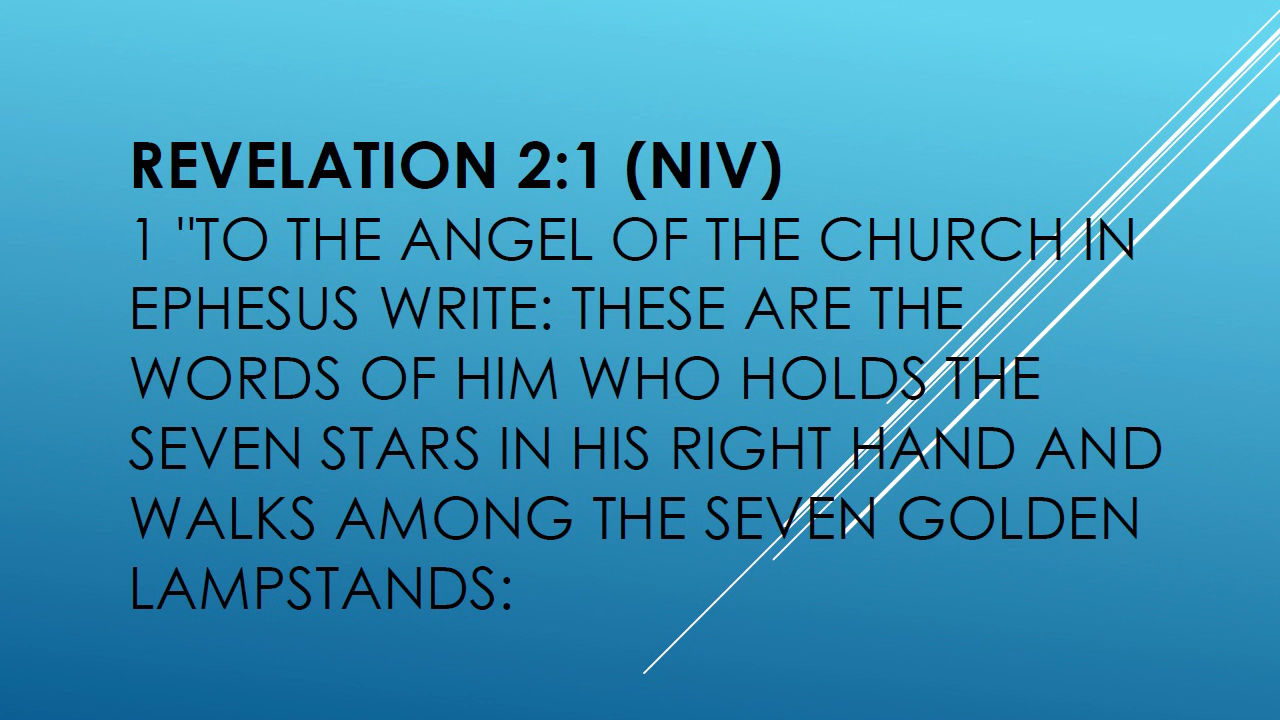 REVELATION 2:1 (NIV)
1 "TO THE ANGEL OF THE CHURCH IN
EPHESUS WRITE: THESE ARE THE
WORDS OF HIM WHO HOLDS THE
SEVEN STARS IN HIS RIGHT HAND AND
WALKS AMONG THE SEVEN GOLDEN
LAMPSTANDS: